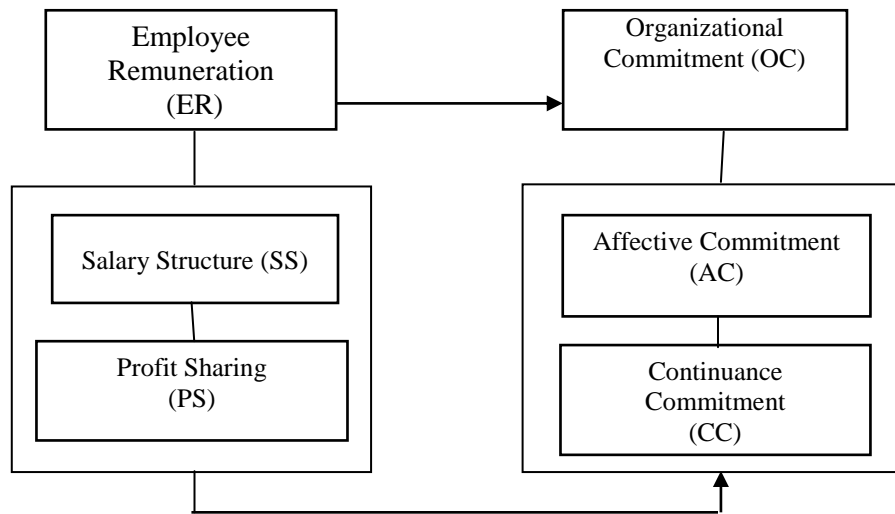 Employee
Remuneration
(ER)
Organizational
Commitment (OC)
Salary Structure (SS)
Profit Sharing
(PS)
Affective Commitment
(AC)
Continuance
Commitment
(CC)